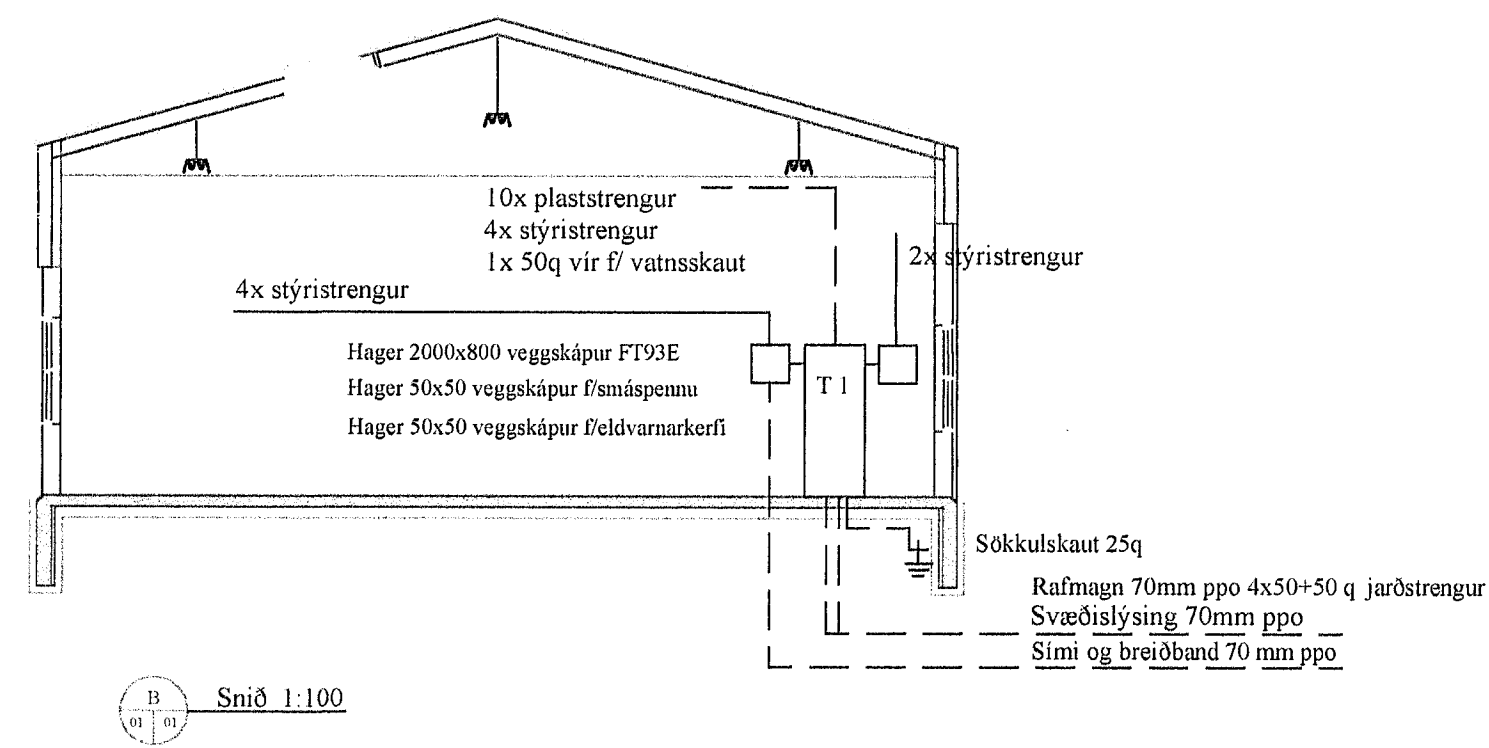 10x plaststrengur
4x stýristrengur
1x 50q vír f/ vatnsskaut
2x stýristrengur
4x stýristrengur
Hager 2000x800 veggskápur FT93E
Hager 50x50 veggskápur f/smáspennu
Hager 50x50 veggskápur f/eldvarnarkerfi
T 1
Sökkulskaut 25q
Rafmagn 70mm ppo 4x50+50 q jarðstrengur
Svæðislýsing 70mm ppo
Sími og breiðband 70 mm ppo
B
01 01
Snið 1:100